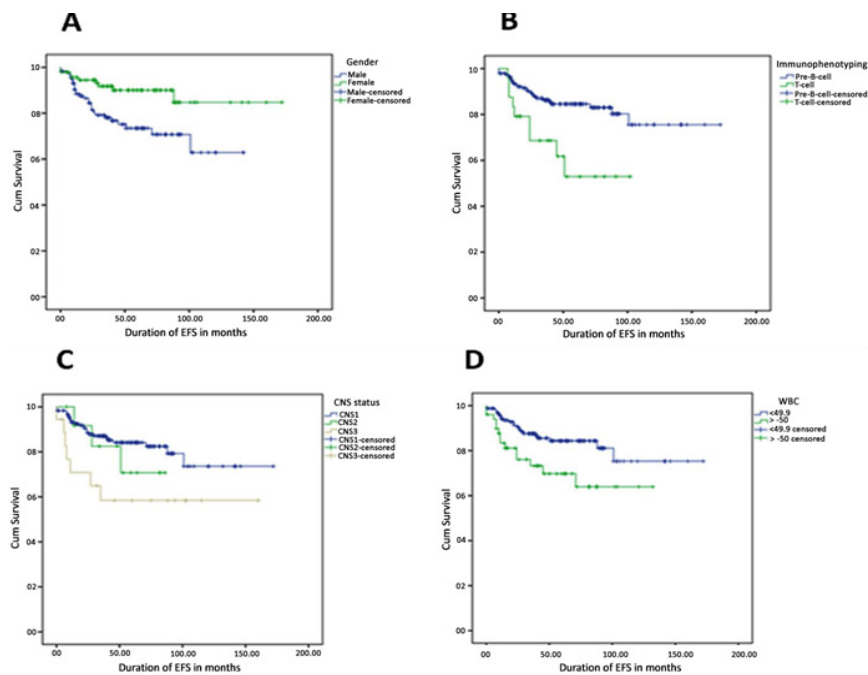 A
Gender
Male
Female
Male-censored
Female-censored
10
08
06
04
02
00
Cum Survival
00
50.00
100.00
150.00
200.00
Duration of EFS in months
B
Immunophenotyping
Pre-B-cell
T-cell
Pre-B-cell-censored
T-cell-censored
10
08
06
04
02
00
Cum Survival
00
50.00
100.00
150.00
200.00
Duration of EFS in months
C
CNS status
CNS1
CNS2
CNS3
CNS1-censored
CNS2-censored
CNS3-censored
10
08
06
04
02
00
Cum Survival
00
50.00
100.00
150.00
200.00
Duration of EFS in months
D
WBC
<49.9
> -50
<49.9 censored
> -50 censored
10
08
06
04
02
00
Cum Survival
00
50.00
100.00
150.00
200.00
Duration of EFS in months